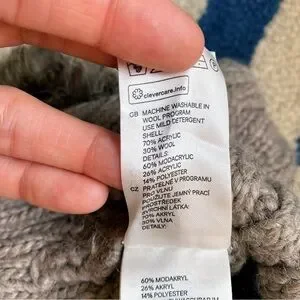 clevercare.info
GB MACHINE WASHABLE IN
WOOL PROGRAM
USE MILD DETERGENT
SHELL:
70% ACRYLIC
30% WOOL
DETAILS:
60% MODACRYLIC
26% ACRYLIC
14% POLYESTER
CZ PRATELNÉ V PROGRAMU
PRO VLNU
POUŽIJTE JEMNÝ PRACÍ
PROSTŘEDEK
VRCHNÍ LÁTKA:
70% AKRYL
30% VLNA
DETAILY:
60% MODAKRYL
26% AKRYL
14% POLYESTER